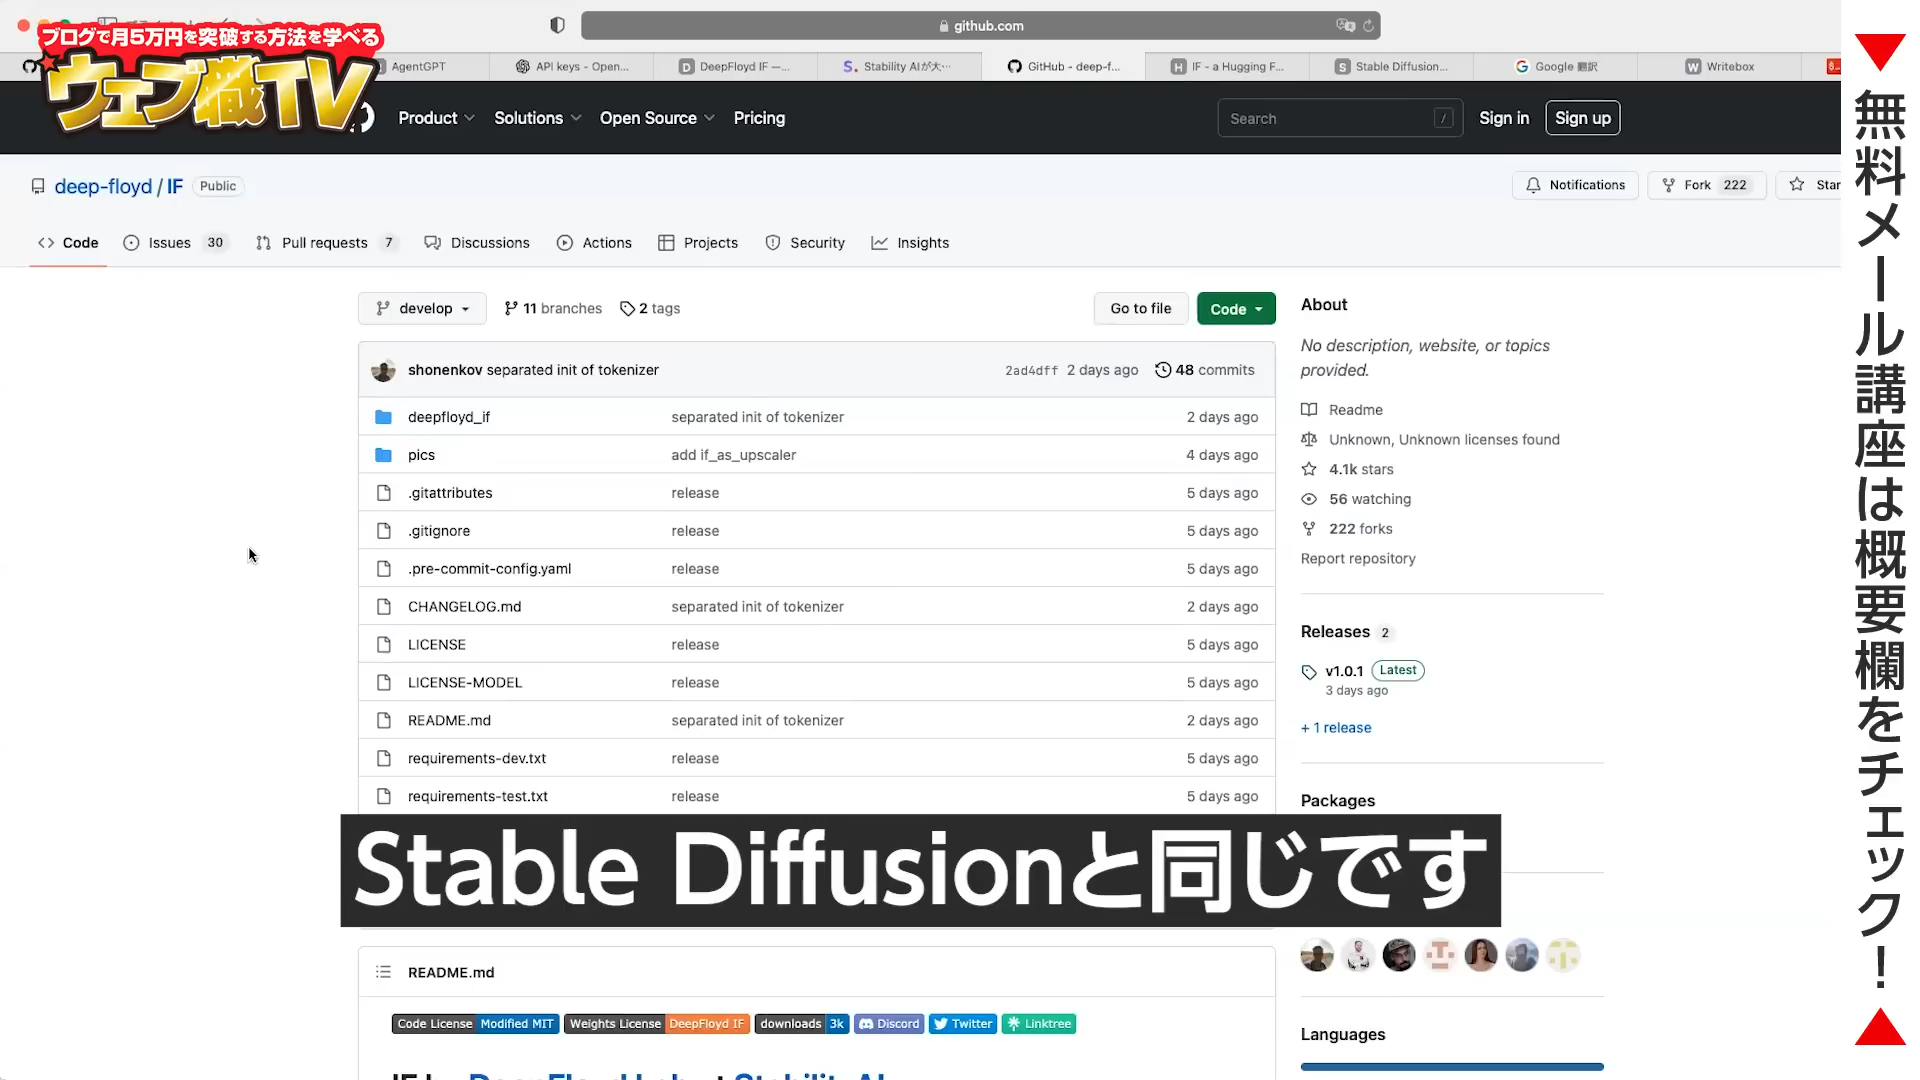 ブログで月5万円を突破する方法を学べる
ウェブ職TV
github.com
AgentGPT
API keys - Open...
DeepFloyd IF —...
Stability AIが大…
GitHub - deep-f...
IF - a Hugging F...
Stable Diffusion...
Google 翻訳
Writebox
Product
Solutions
Open Source
Pricing
Search /
Sign in
Sign up
deep-floyd / IF Public
Notifications
Fork 222
Star
Code
Issues 30
Pull requests 7
Discussions
Actions
Projects
Security
Insights
develop
11 branches
2 tags
Go to file
Code
shonenkov separated init of tokenizer 2ad4dff 2 days ago 48 commits
deepfloyd_if separated init of tokenizer 2 days ago
pics add if_as_upscaler 4 days ago
.gitattributes release 5 days ago
.gitignore release 5 days ago
.pre-commit-config.yaml release 5 days ago
CHANGELOG.md separated init of tokenizer 2 days ago
LICENSE release 5 days ago
LICENSE-MODEL release 5 days ago
README.md separated init of tokenizer 2 days ago
requirements-dev.txt release 5 days ago
requirements-test.txt release 5 days ago
README.md
Code License Modified MIT
Weights License DeepFloyd IF
downloads 3k
Discord
Twitter
Linktree
About
No description, website, or topics
provided.
Readme
Unknown, Unknown licenses found
4.1k stars
56 watching
222 forks
Report repository
Releases 2
v1.0.1 Latest
3 days ago
+ 1 release
Packages
Languages
Stable Diffusionと同じです
無料メール講座は概要欄をチェック！